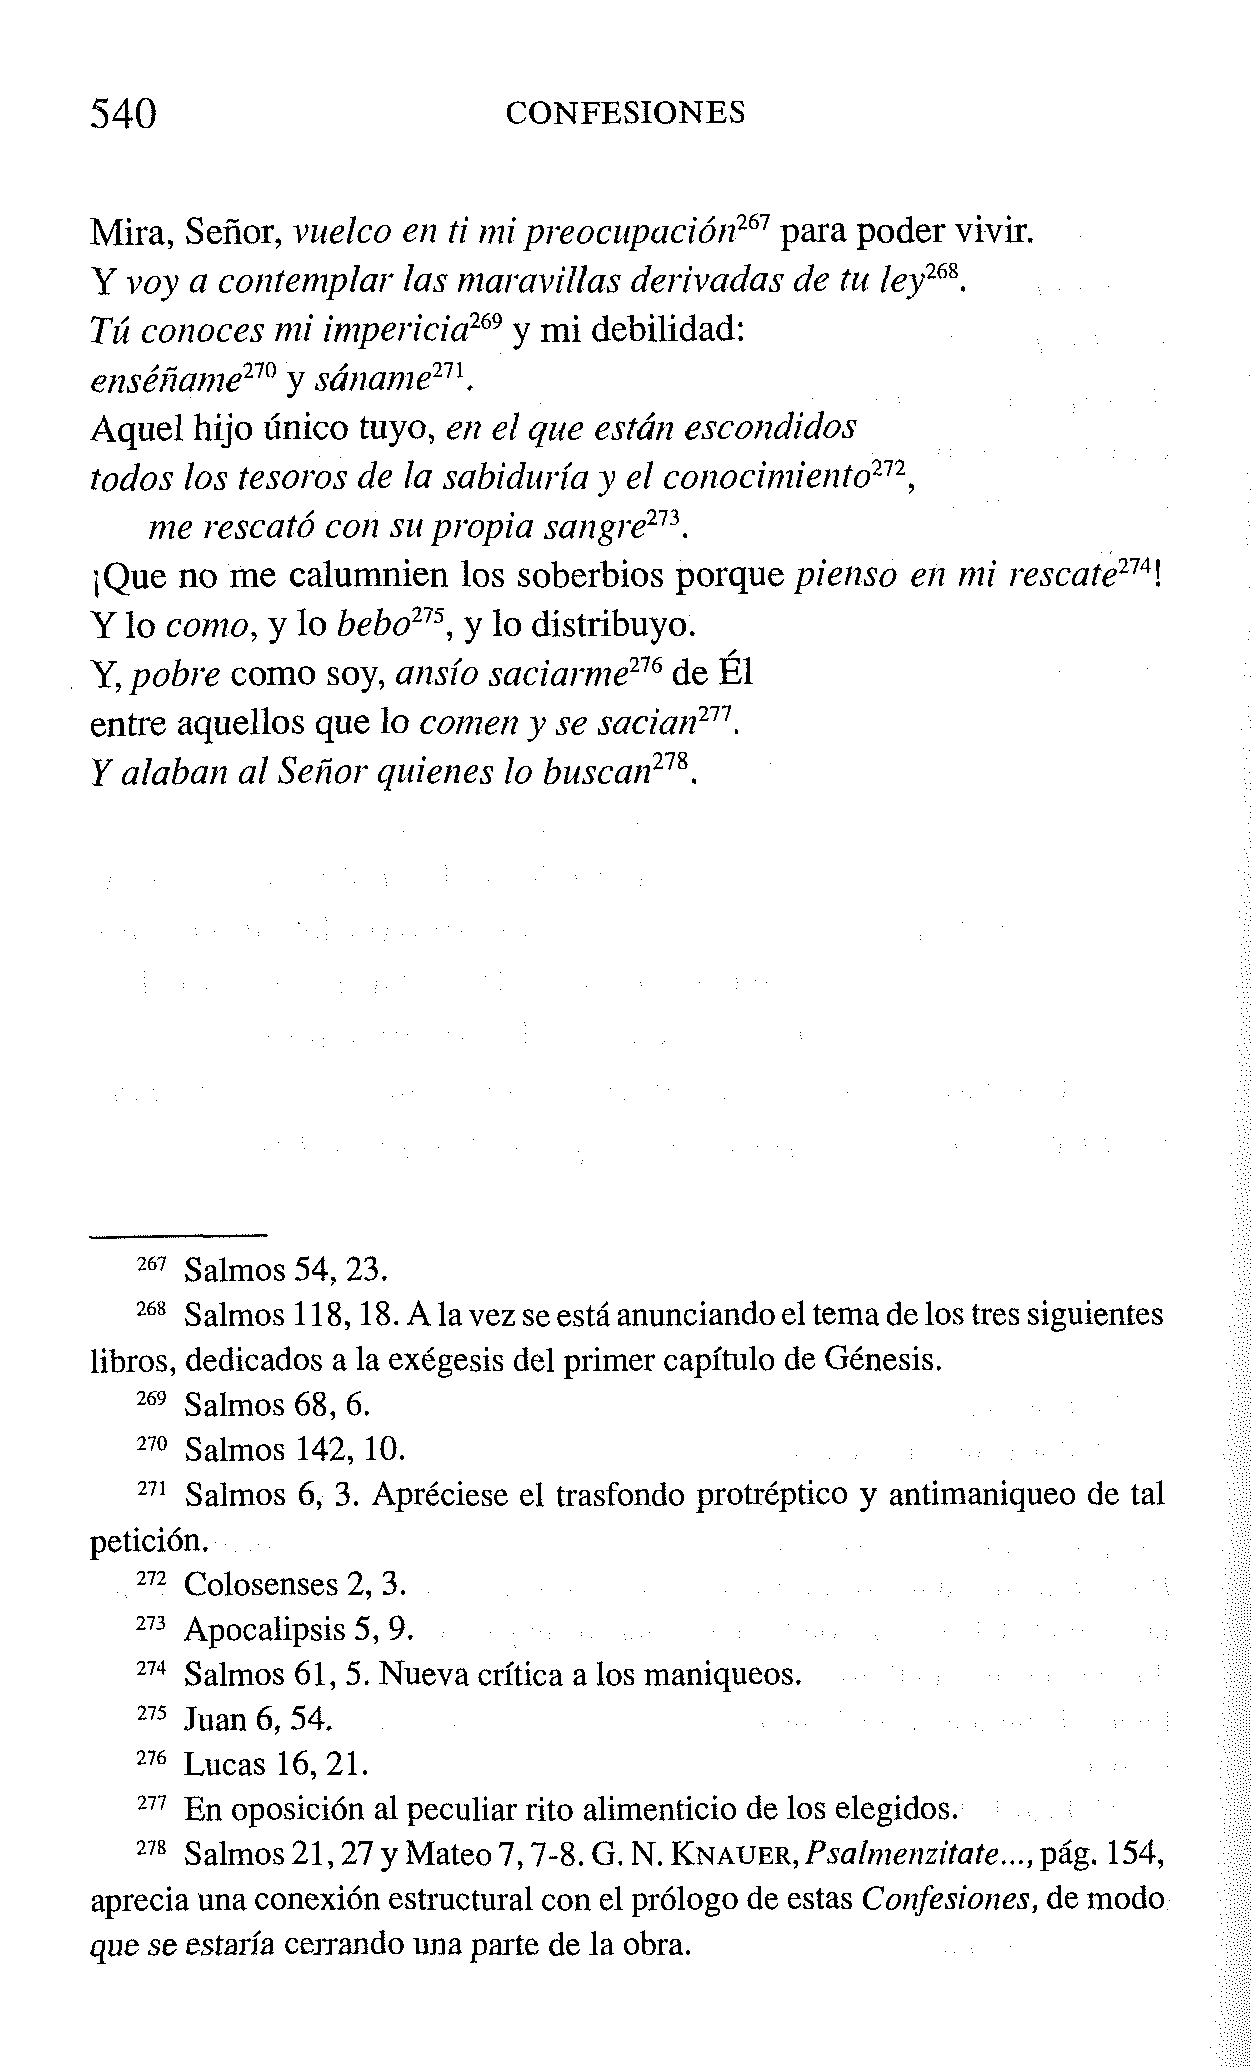 540 CONFESIONES
Mira, Señor, vuelco en ti mi preocupación²⁶⁷ para poder vivir.
Y voy a contemplar las maravillas derivadas de tu ley²⁶⁸.
Tú conoces mi impericia²⁶⁹ y mi debilidad:
enséñame²⁷⁰ y sáname²⁷¹.
Aquel hijo único tuyo, en el que están escondidos
todos los tesoros de la sabiduría y el conocimiento²⁷²,
me rescató con su propia sangre²⁷³.
¡Que no me calumnien los soberbios porque pienso en mi rescate²⁷⁴!
Y lo como, y lo bebo²⁷⁵, y lo distribuyo.
Y, pobre como soy, ansío saciarme²⁷⁶ de Él
entre aquellos que lo comen y se sacian²⁷⁷.
Y alaban al Señor quienes lo buscan²⁷⁸.
²⁶⁷ Salmos 54, 23.
²⁶⁸ Salmos 118, 18. A la vez se está anunciando el tema de los tres siguientes
libros, dedicados a la exégesis del primer capítulo de Génesis.
²⁶⁹ Salmos 68, 6.
²⁷⁰ Salmos 142, 10.
²⁷¹ Salmos 6, 3. Apréciese el trasfondo protréptico y antimaniqueo de tal
petición.
²⁷² Colosenses 2, 3.
²⁷³ Apocalipsis 5, 9.
²⁷⁴ Salmos 61, 5. Nueva crítica a los maniqueos.
²⁷⁵ Juan 6, 54.
²⁷⁶ Lucas 16, 21.
²⁷⁷ En oposición al peculiar rito alimenticio de los elegidos.
²⁷⁸ Salmos 21, 27 y Mateo 7, 7-8. G. N. KNAUER, Psalmenzitate..., pág. 154,
aprecia una conexión estructural con el prólogo de estas Confesiones, de modo
que se estaría cerrando una parte de la obra.